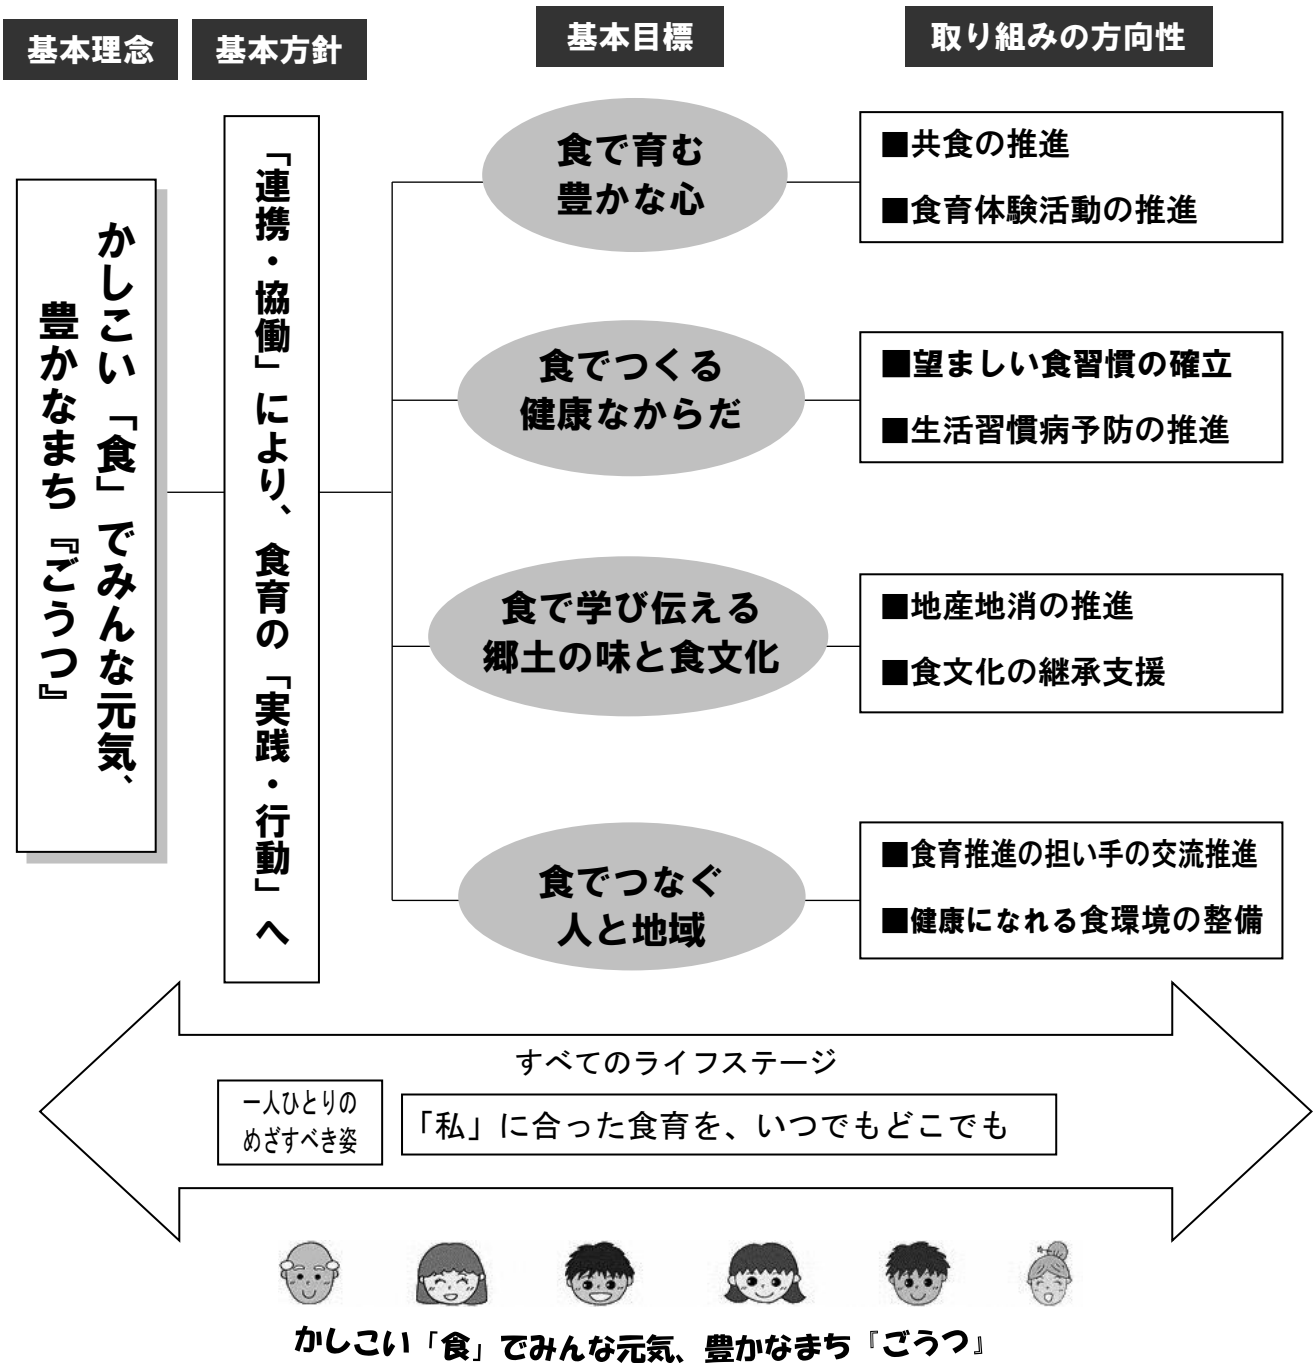 基本理念
基本方針
基本目標
取り組みの方向性
かしこい「食」でみんな元気、
豊かなまち『ごうつ』
「連携・協働」により、食育の「実践・行動」へ
食で育む
豊かな心
■共食の推進
■食育体験活動の推進
食でつくる
健康なからだ
■望ましい食習慣の確立
■生活習慣病予防の推進
食で学び伝える
郷土の味と食文化
■地産地消の推進
■食文化の継承支援
食でつなぐ
人と地域
■食育推進の担い手の交流推進
■健康になれる食環境の整備
すべてのライフステージ
一人ひとりの
めざすべき姿
「私」に合った食育を、いつでもどこでも
かしこい「食」でみんな元気、豊かなまち『ごうつ』